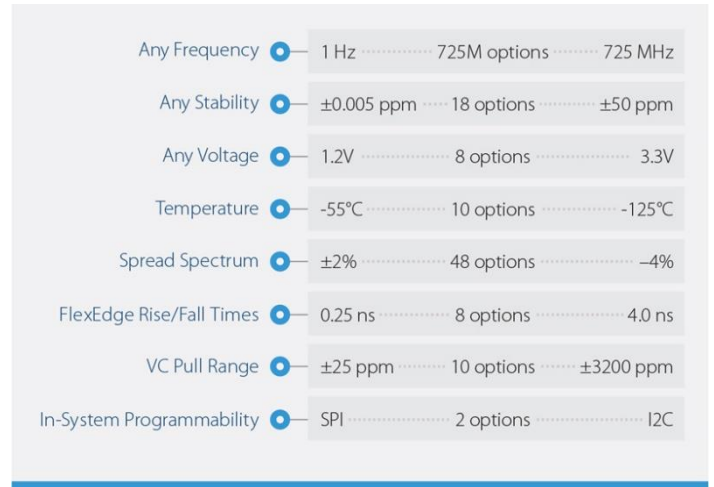 Any Frequency 1 Hz 725M options 725 MHz
Any Stability ±0.005 ppm 18 options ±50 ppm
Any Voltage 1.2V 8 options 3.3V
Temperature -55°C 10 options -125°C
Spread Spectrum ±2% 48 options –4%
FlexEdge Rise/Fall Times 0.25 ns 8 options 4.0 ns
VC Pull Range ±25 ppm 10 options ±3200 ppm
In-System Programmability SPI 2 options I2C